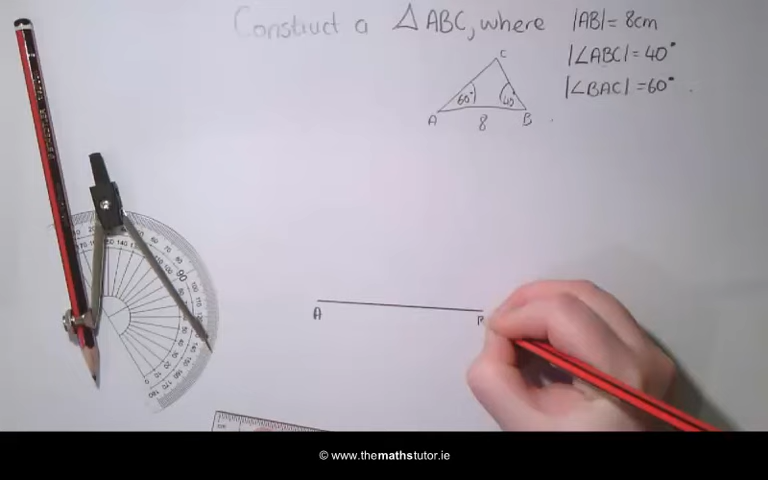 Construct a △ABC, where |AB| = 8cm
|∠ABC| = 40°
|∠BAC| = 60°
C
60° 40°
A 8 B
A B
© www.themathstutor.ie